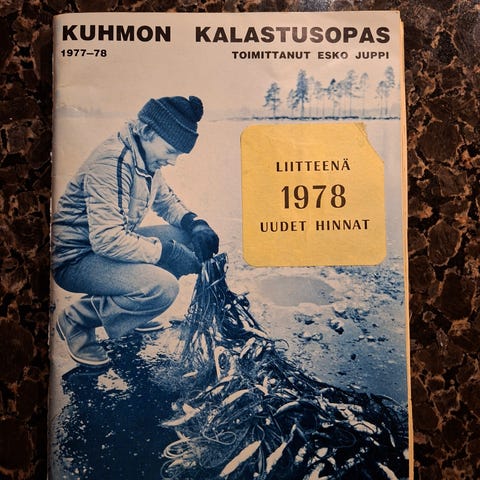 KUHMON KALASTUSOPAS
1977–78 TOIMITTANUT ESKO JUPPI
LIITTEENÄ
1978
UUDET HINNAT